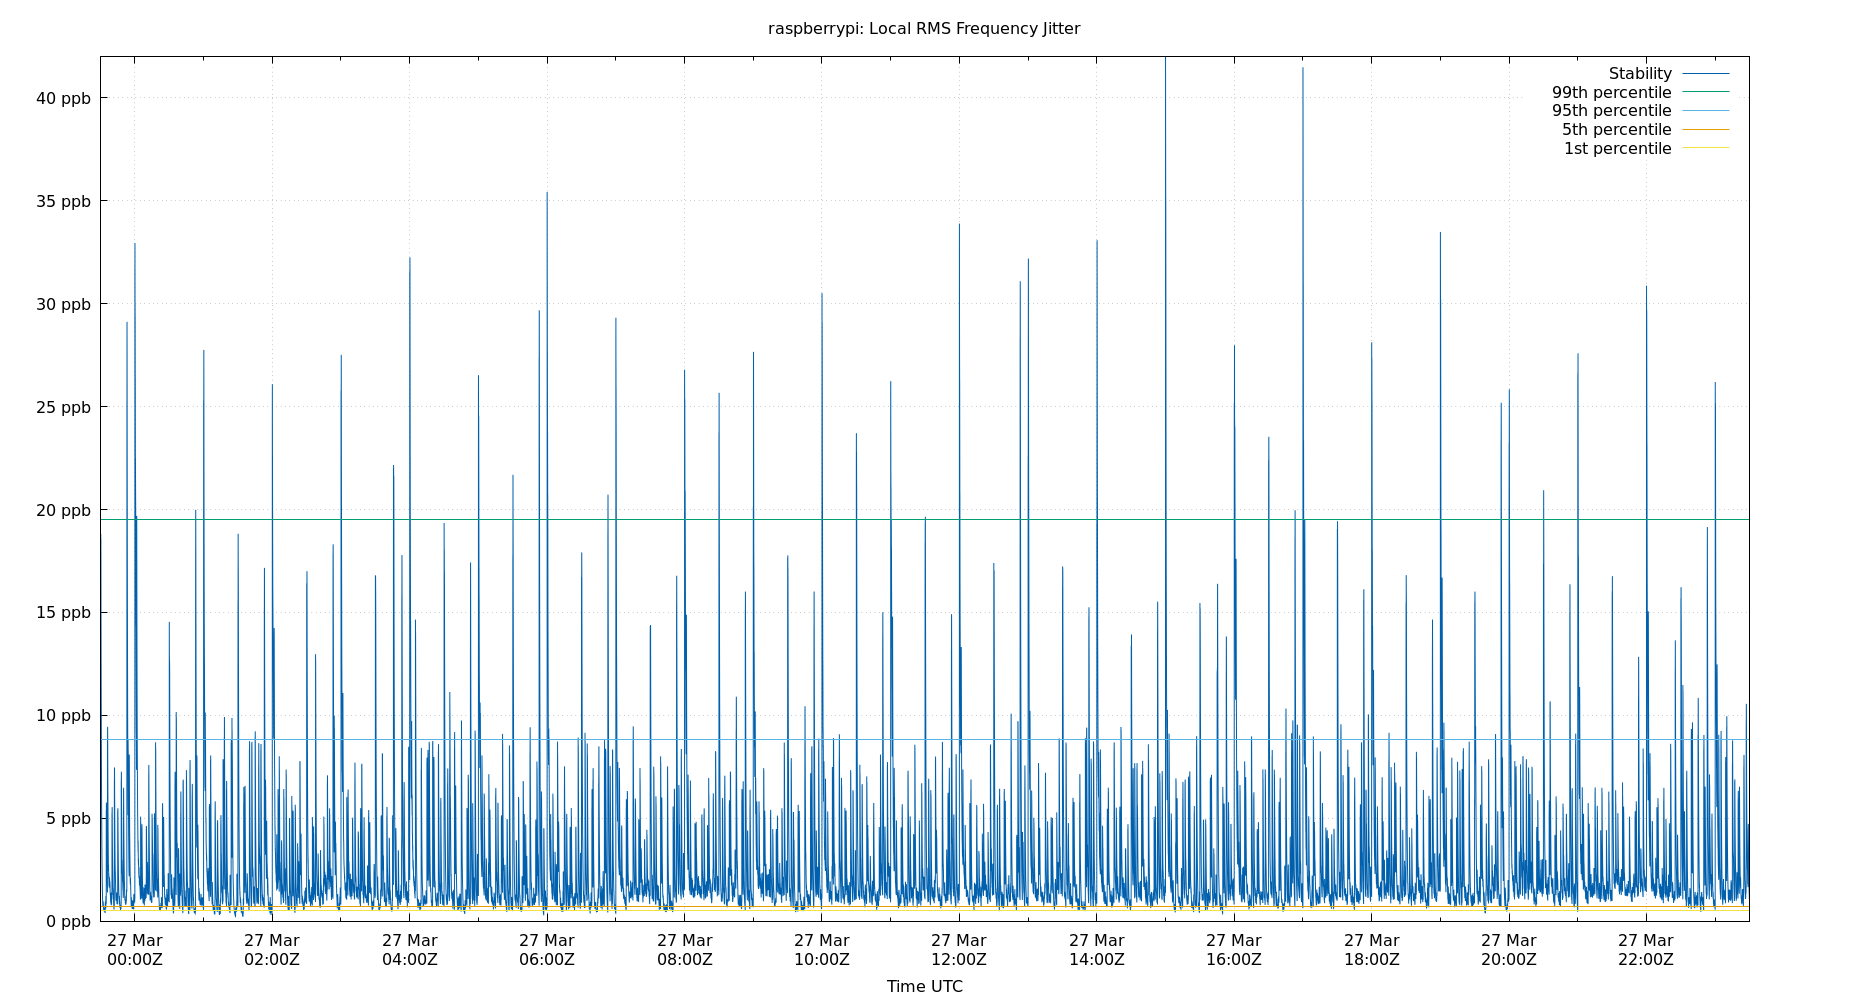 raspberrypi: Local RMS Frequency Jitter
Stability
99th percentile
95th percentile
5th percentile
1st percentile
40 ppb
35 ppb
30 ppb
25 ppb
20 ppb
15 ppb
10 ppb
5 ppb
0 ppb
27 Mar 27 Mar 27 Mar 27 Mar 27 Mar 27 Mar 27 Mar 27 Mar 27 Mar 27 Mar 27 Mar 27 Mar
00:00Z 02:00Z 04:00Z 06:00Z 08:00Z 10:00Z 12:00Z 14:00Z 16:00Z 18:00Z 20:00Z 22:00Z
Time UTC